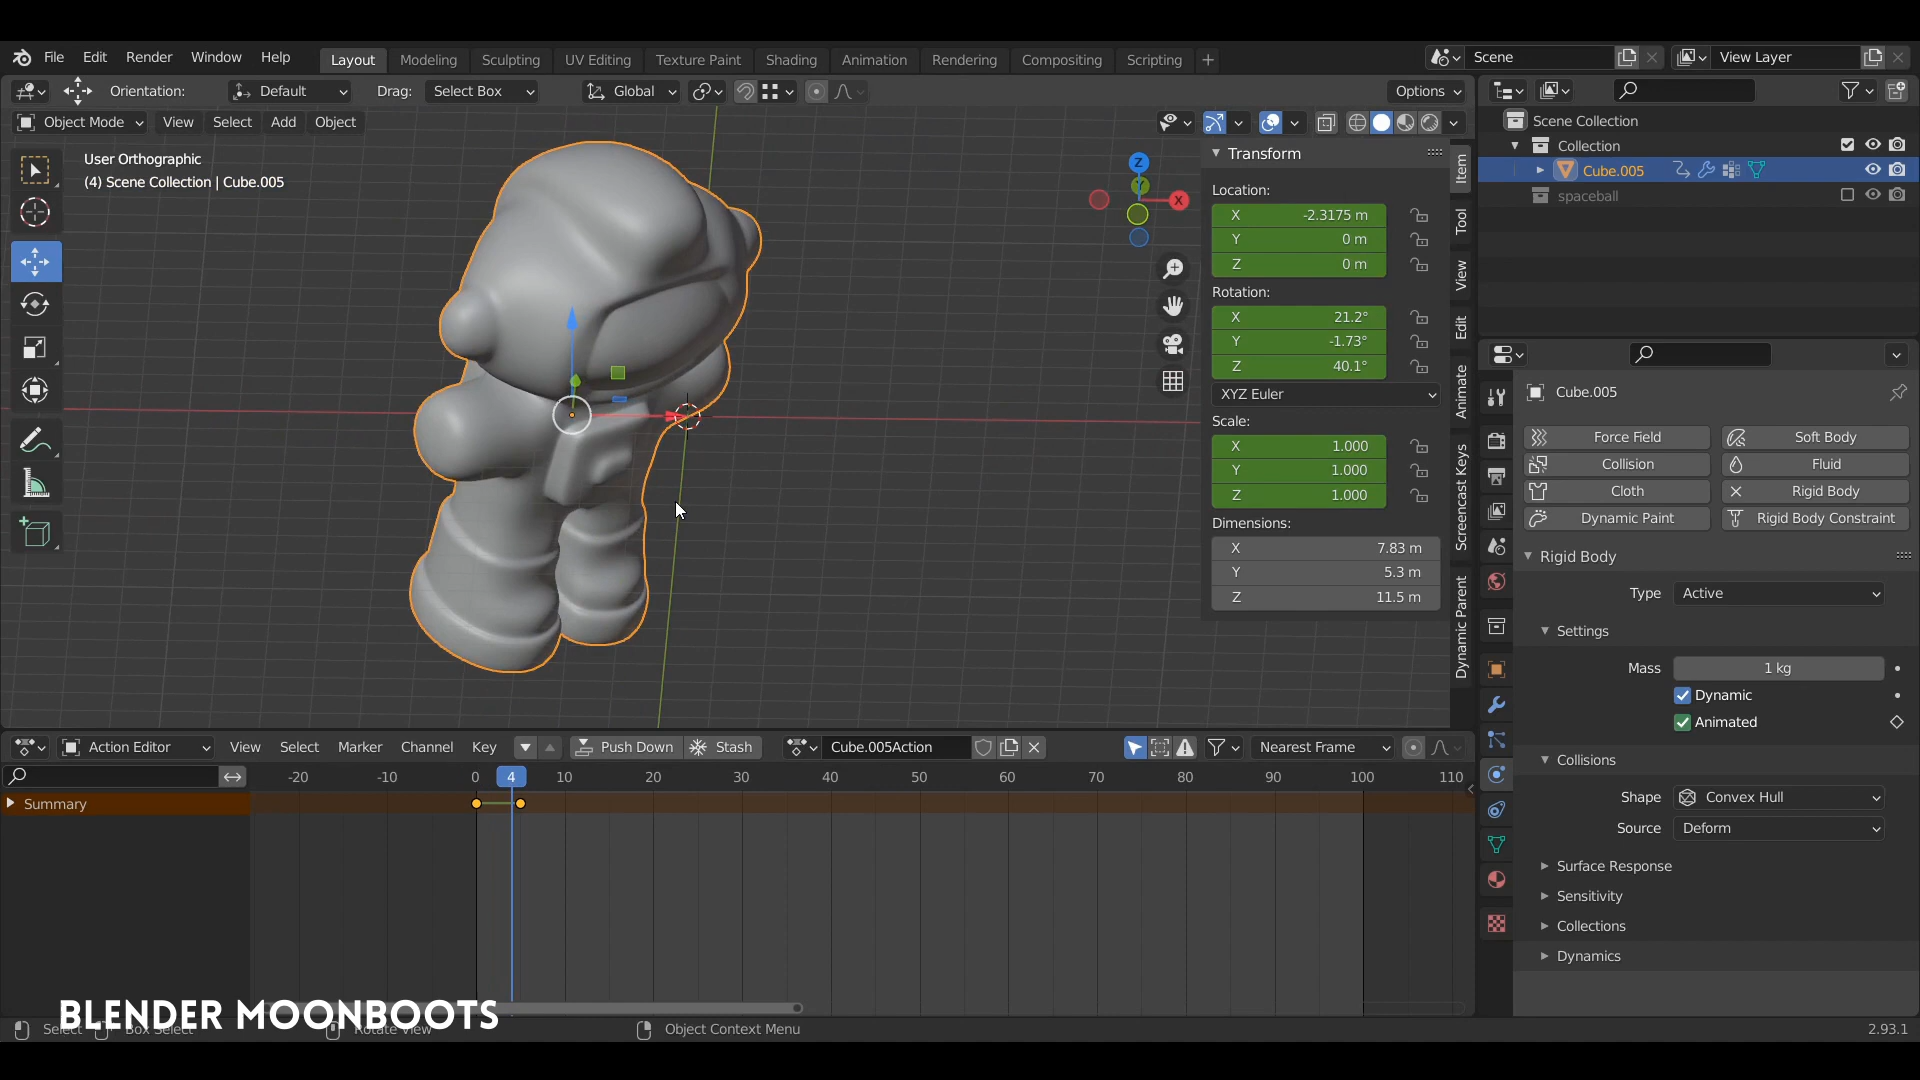 File Edit Render Window Help Layout Modeling Sculpting UV Editing Texture Paint Shading Animation Rendering Compositing Scripting + Scene View Layer
Orientation: Default Drag: Select Box Global Options
Object Mode View Select Add Object
User Orthographic
(4) Scene Collection | Cube.005
Z
Y
X
Transform
Location:
X -2.3175 m
Y 0 m
Z 0 m
Rotation:
X 21.2°
Y -1.73°
Z 40.1°
XYZ Euler
Scale:
X 1.000
Y 1.000
Z 1.000
Dimensions:
X 7.83 m
Y 5.3 m
Z 11.5 m
Item
Tool
View
Edit
Animate
Screencast Keys
Dynamic Parent
Scene Collection
Collection
Cube.005
spaceball
Cube.005
Force Field Soft Body
Collision Fluid
Cloth Rigid Body
Dynamic Paint Rigid Body Constraint
Rigid Body
Type Active
Settings
Mass 1 kg
Dynamic
Animated
Collisions
Shape Convex Hull
Source Deform
Surface Response
Sensitivity
Collections
Dynamics
Action Editor View Select Marker Channel Key Push Down Stash Cube.005Action Nearest Frame
-20 -10 0 4 10 20 30 40 50 60 70 80 90 100 110
Summary
BLENDER MOONBOOTS
Select Box Select Rotate View Object Context Menu 2.93.1